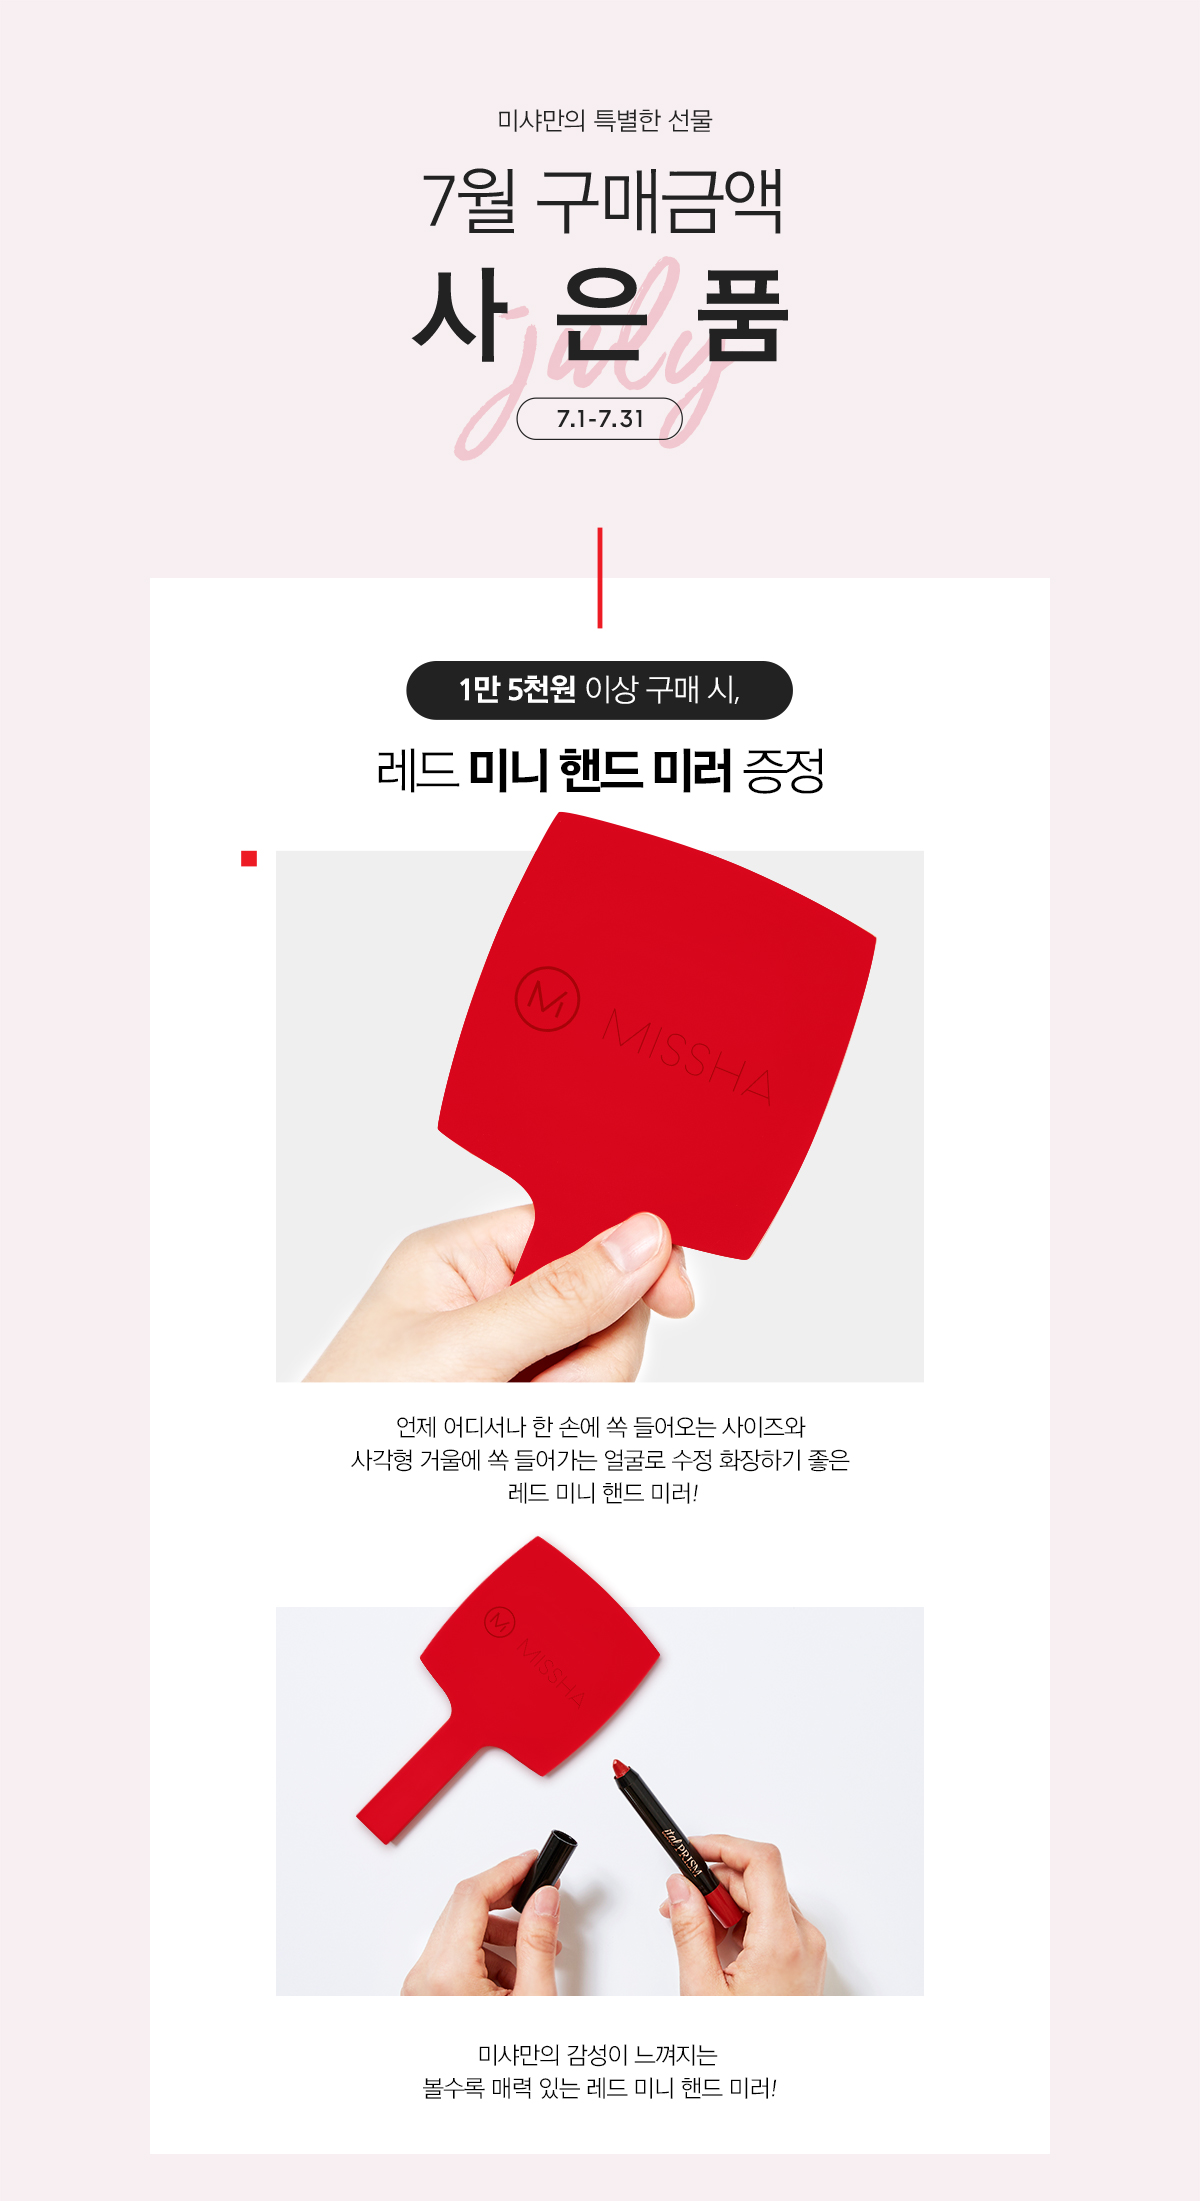 미샤만의 특별한 선물
7월 구매금액
사은품
july
7.1-7.31
1만 5천원 이상 구매 시,
레드 미니 핸드 미러 증정
M MISSHA
언제 어디서나 한 손에 쏙 들어오는 사이즈와
사각형 거울에 쏙 들어가는 얼굴로 수정 화장하기 좋은
레드 미니 핸드 미러!
M MISSHA
ital PRISM
미샤만의 감성이 느껴지는
볼수록 매력 있는 레드 미니 핸드 미러!